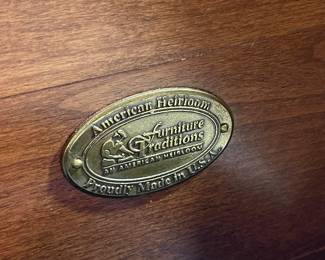 American Heirloom
Furniture
Traditions
AN AMERICAN HEIRLOOM
Proudly Made in U.S.A.